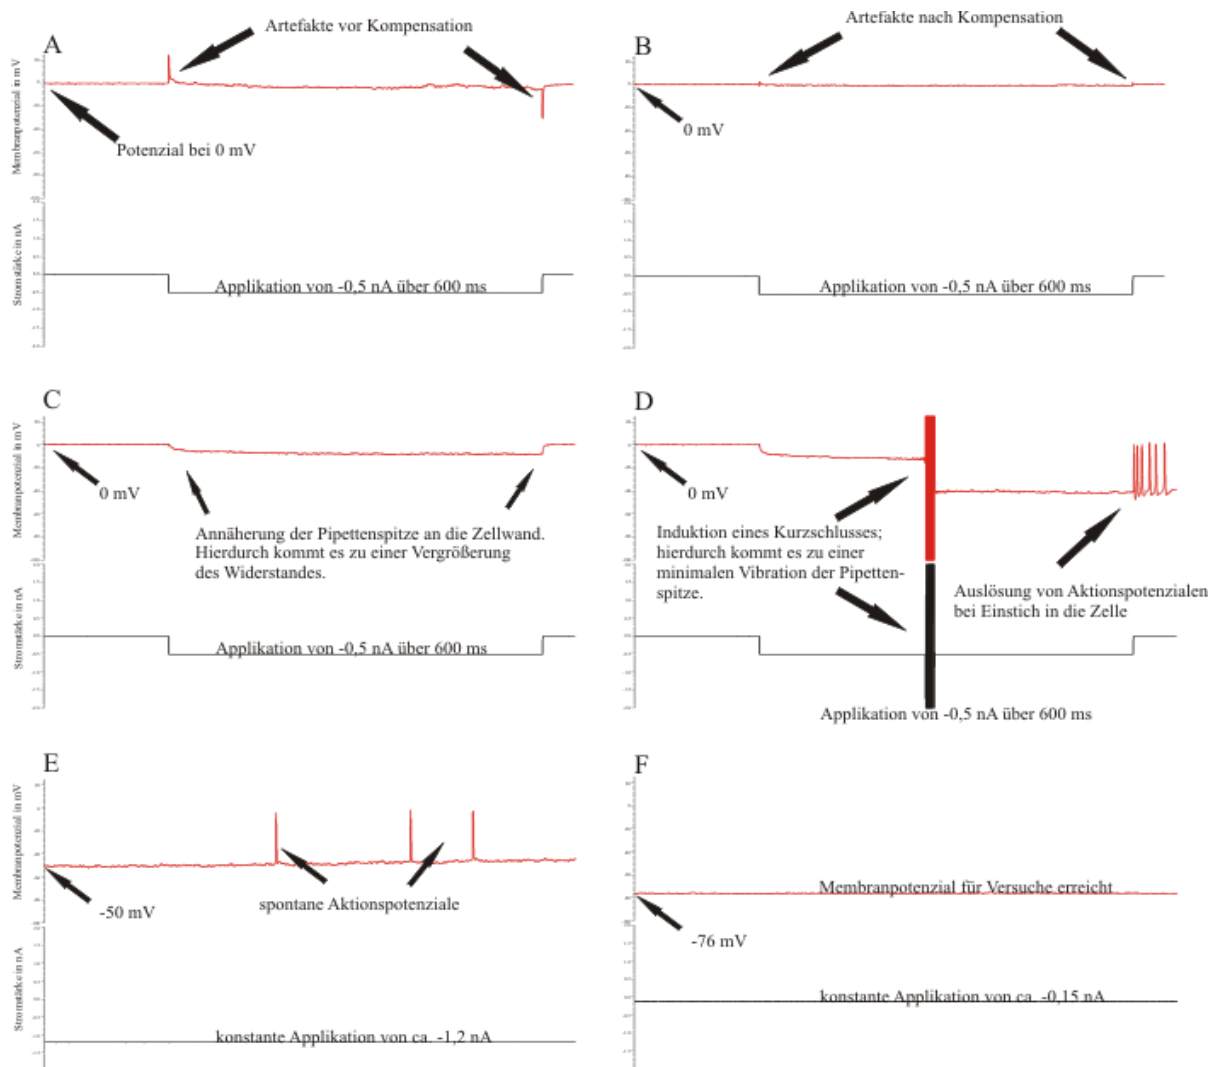 A
Artefakte vor Kompensation
Potenzial bei 0 mV
Membranpotenzial in mV
Stromstärke in nA
Applikation von -0,5 nA über 600 ms
B
Artefakte nach Kompensation
0 mV
Applikation von -0,5 nA über 600 ms
C
Membranpotenzial in mV
0 mV
Annäherung der Pipettenspitze an die Zellwand.
Hierdurch kommt es zu einer Vergrößerung
des Widerstandes.
Stromstärke in nA
Applikation von -0,5 nA über 600 ms
D
0 mV
Induktion eines Kurzschlusses;
hierdurch kommt es zu einer
minimalen Vibration der Pipetten-
spitze.
Auslösung von Aktionspotenzialen
bei Einstich in die Zelle
Applikation von -0,5 nA über 600 ms
E
Membranpotenzial in mV
-50 mV
spontane Aktionspotenziale
Stromstärke in nA
konstante Applikation von ca. -1,2 nA
F
Membranpotenzial für Versuche erreicht
-76 mV
konstante Applikation von ca. -0,15 nA